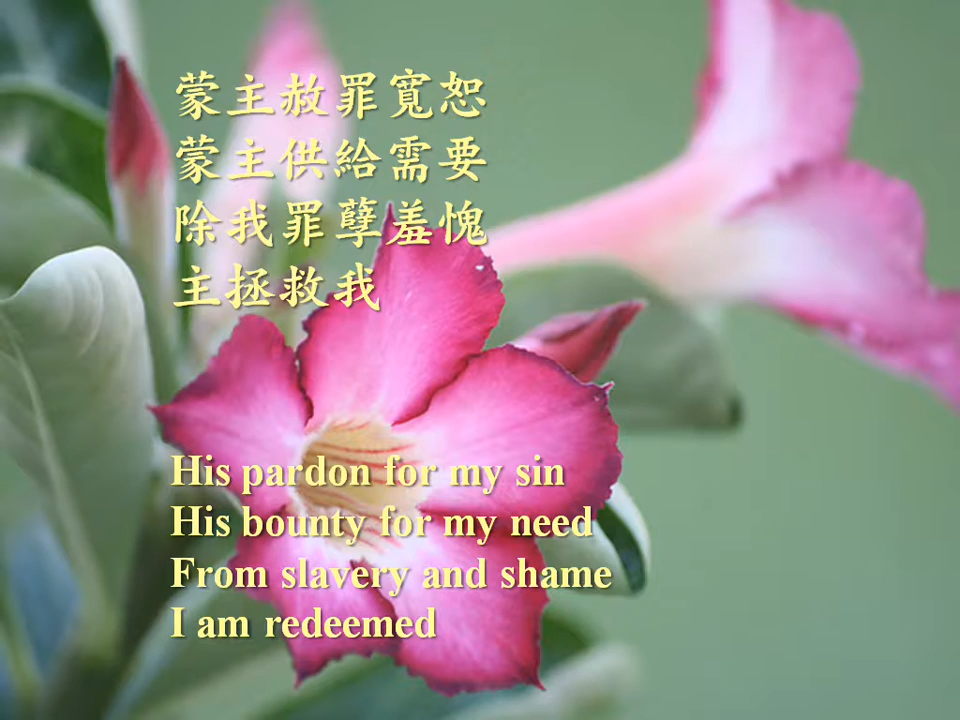 蒙主赦罪寬恕
蒙主供給需要
除我罪孽羞愧
主拯救我
His pardon for my sin
His bounty for my need
From slavery and shame
I am redeemed